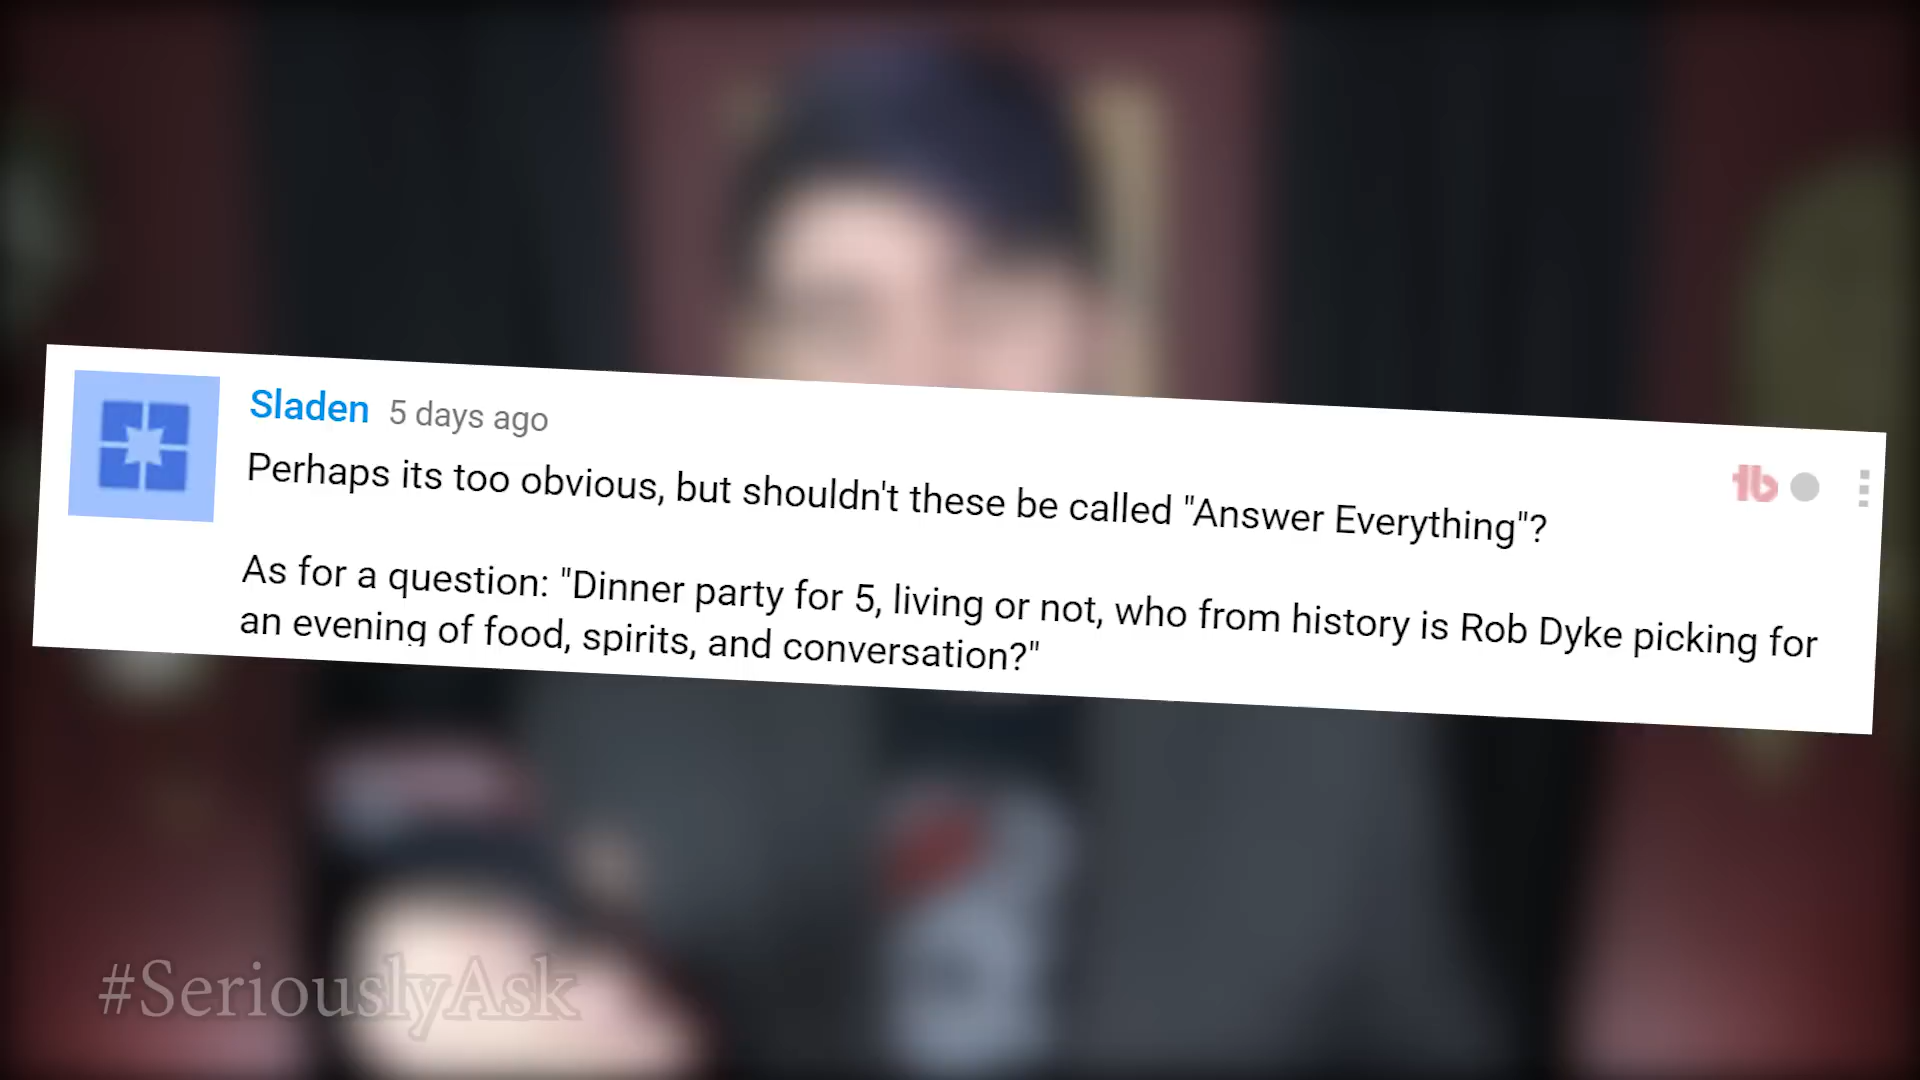 Sladen 5 days ago
Perhaps its too obvious, but shouldn't these be called "Answer Everything"?
As for a question: "Dinner party for 5, living or not, who from history is Rob Dyke picking for
an evening of food, spirits, and conversation?"
tb
#SeriouslyAsk